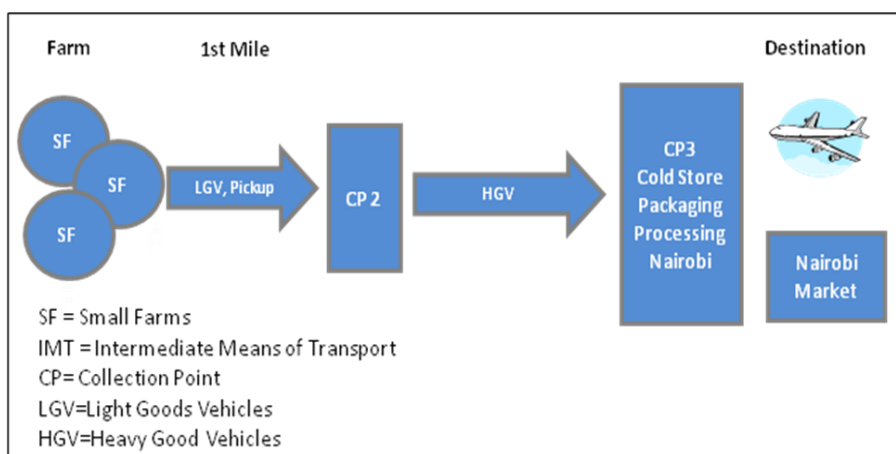 Farm
1st Mile
Destination
SF
SF
SF
LGV, Pickup
CP 2
HGV
CP3
Cold Store
Packaging
Processing
Nairobi
Nairobi
Market
SF = Small Farms
IMT = Intermediate Means of Transport
CP= Collection Point
LGV=Light Goods Vehicles
HGV=Heavy Good Vehicles